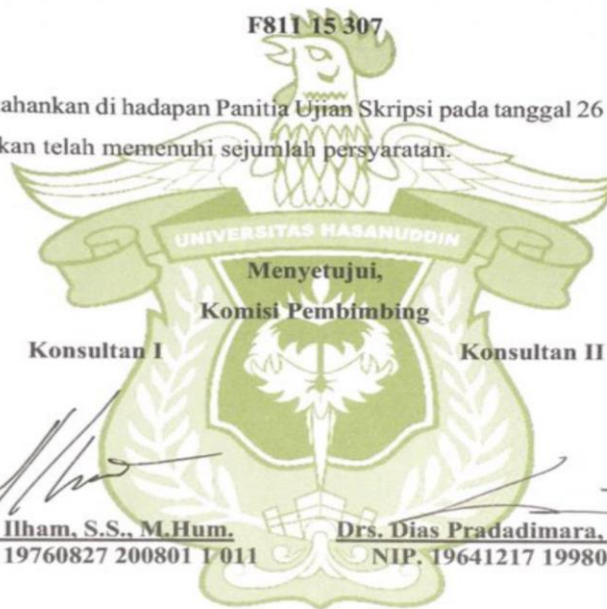 F811 15 307
ahankan di hadapan Panitia Ujian Skripsi pada tanggal 26
kan telah memenuhi sejumlah persyaratan.
UNIVERSITAS HASANUDDIN
Menyetujui,
Komisi Pembimbing
Konsultan I Konsultan II
Ilham, S.S., M.Hum. Drs. Dias Pradadimara,
19760827 200801 1 011 NIP. 19641217 19980